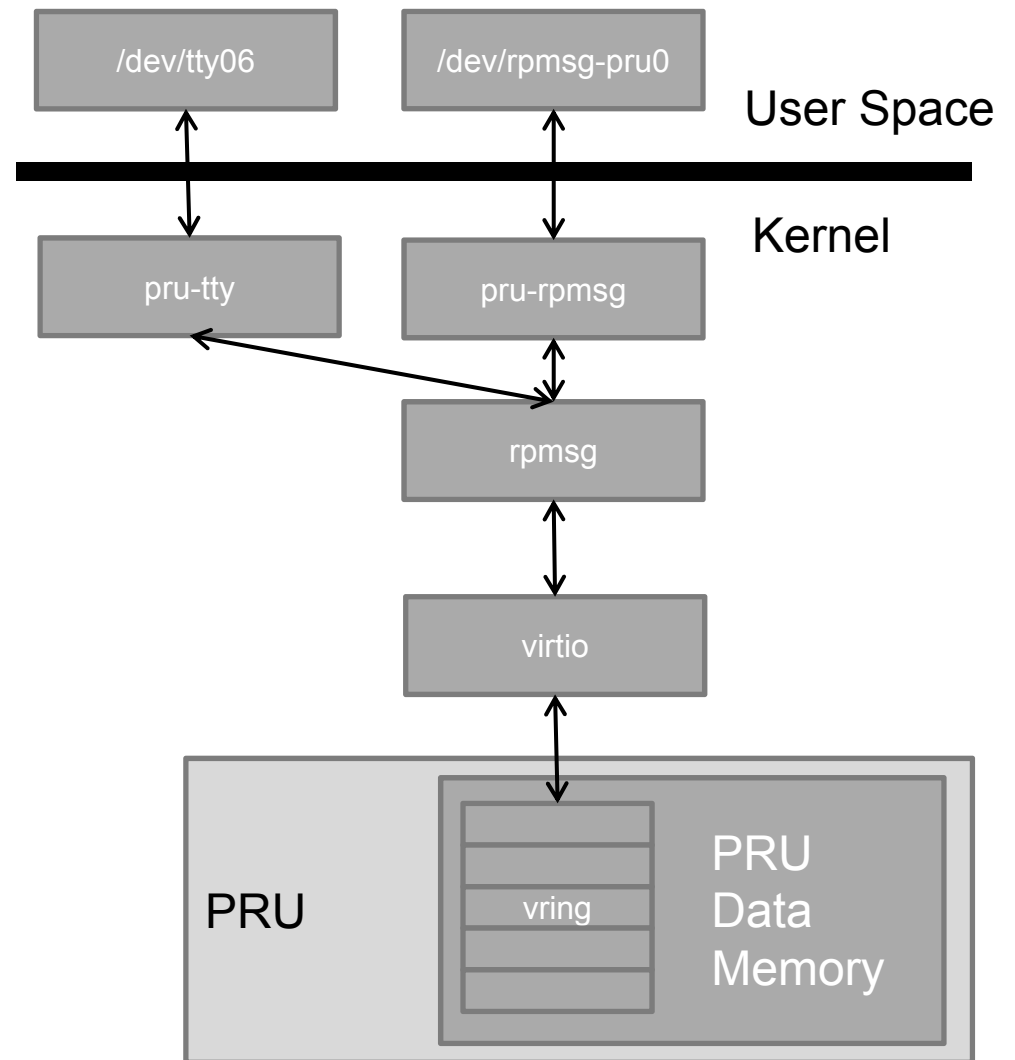 /dev/tty06
/dev/rpmsg-pru0
User Space
Kernel
pru-tty
pru-rpmsg
rpmsg
virtio
PRU
vring
PRU
Data
Memory